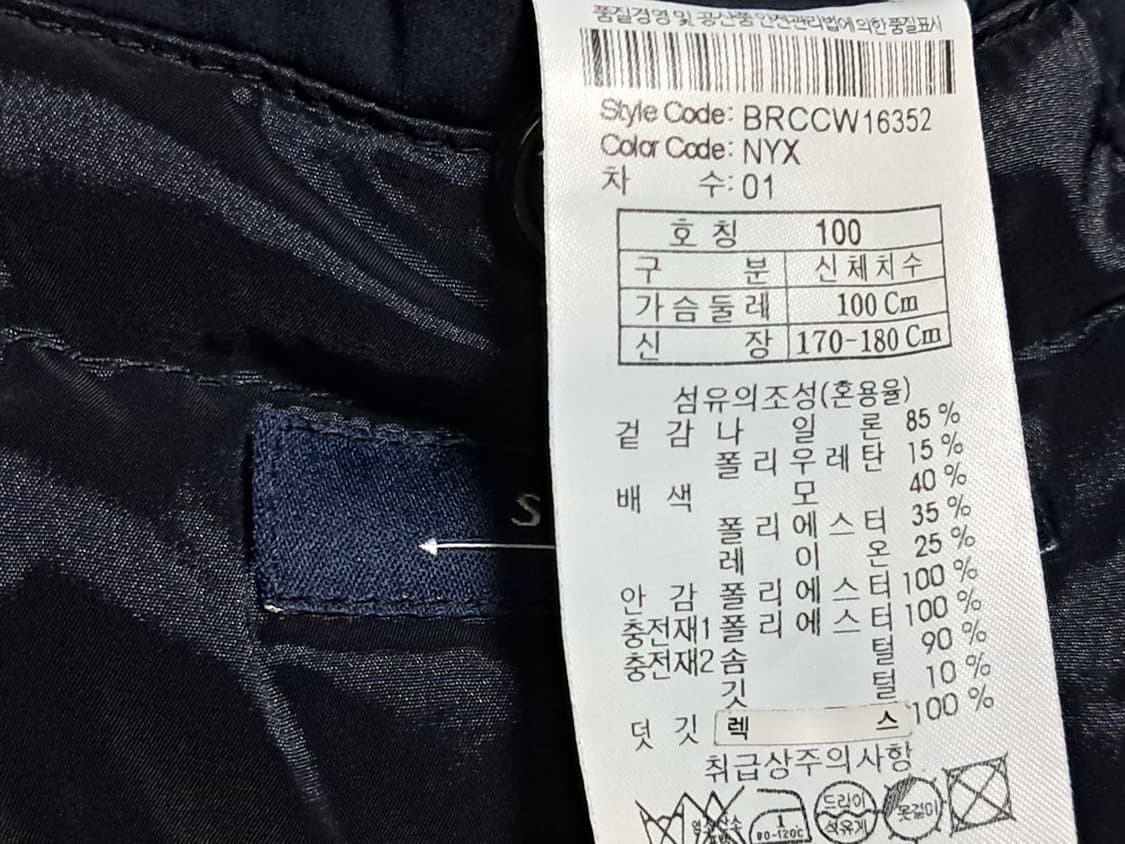 품질경영 및 공산품안전관리법에 의한 품질표시
Style Code: BRCCW16352
Color Code: NYX
차 수: 01
호 칭 100
구 분 신체치수
가슴둘레 100 Cm
신 장 170-180 Cm
섬유의조성(혼용율)
겉 감 나 일 론 85 %
폴리우레탄 15 %
배 색 모 40 %
폴리에스터 35 %
레 이 온 25 %
안 감 폴리에스터 100 %
충전재1 폴리에스터 100 %
충전재2 솜 털 90 %
깃 털 10 %
덧 깃 렉 스 100 %
취급상주의사항
드라이
석유계
옷걸이
80-120C
S